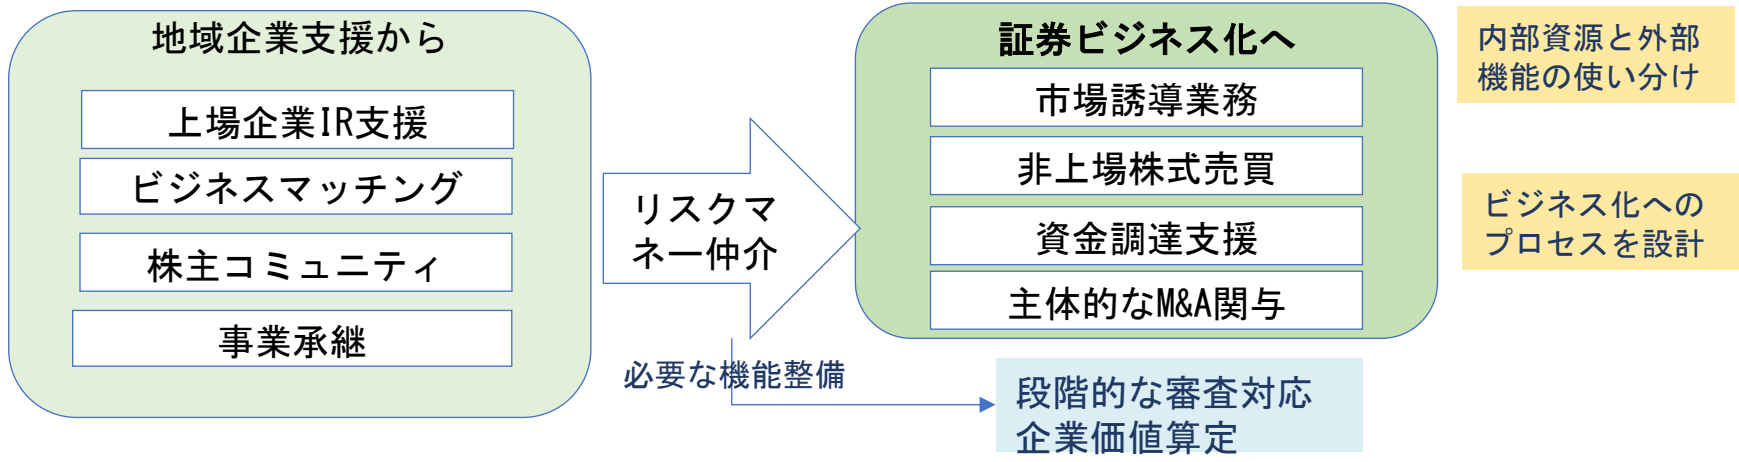 地域企業支援から
上場企業IR支援
ビジネスマッチング
株主コミュニティ
事業承継
リスクマ
ネー仲介
必要な機能整備
証券ビジネス化へ
市場誘導業務
非上場株式売買
資金調達支援
主体的なM&A関与
段階的な審査対応
企業価値算定
内部資源と外部
機能の使い分け
ビジネス化への
プロセスを設計